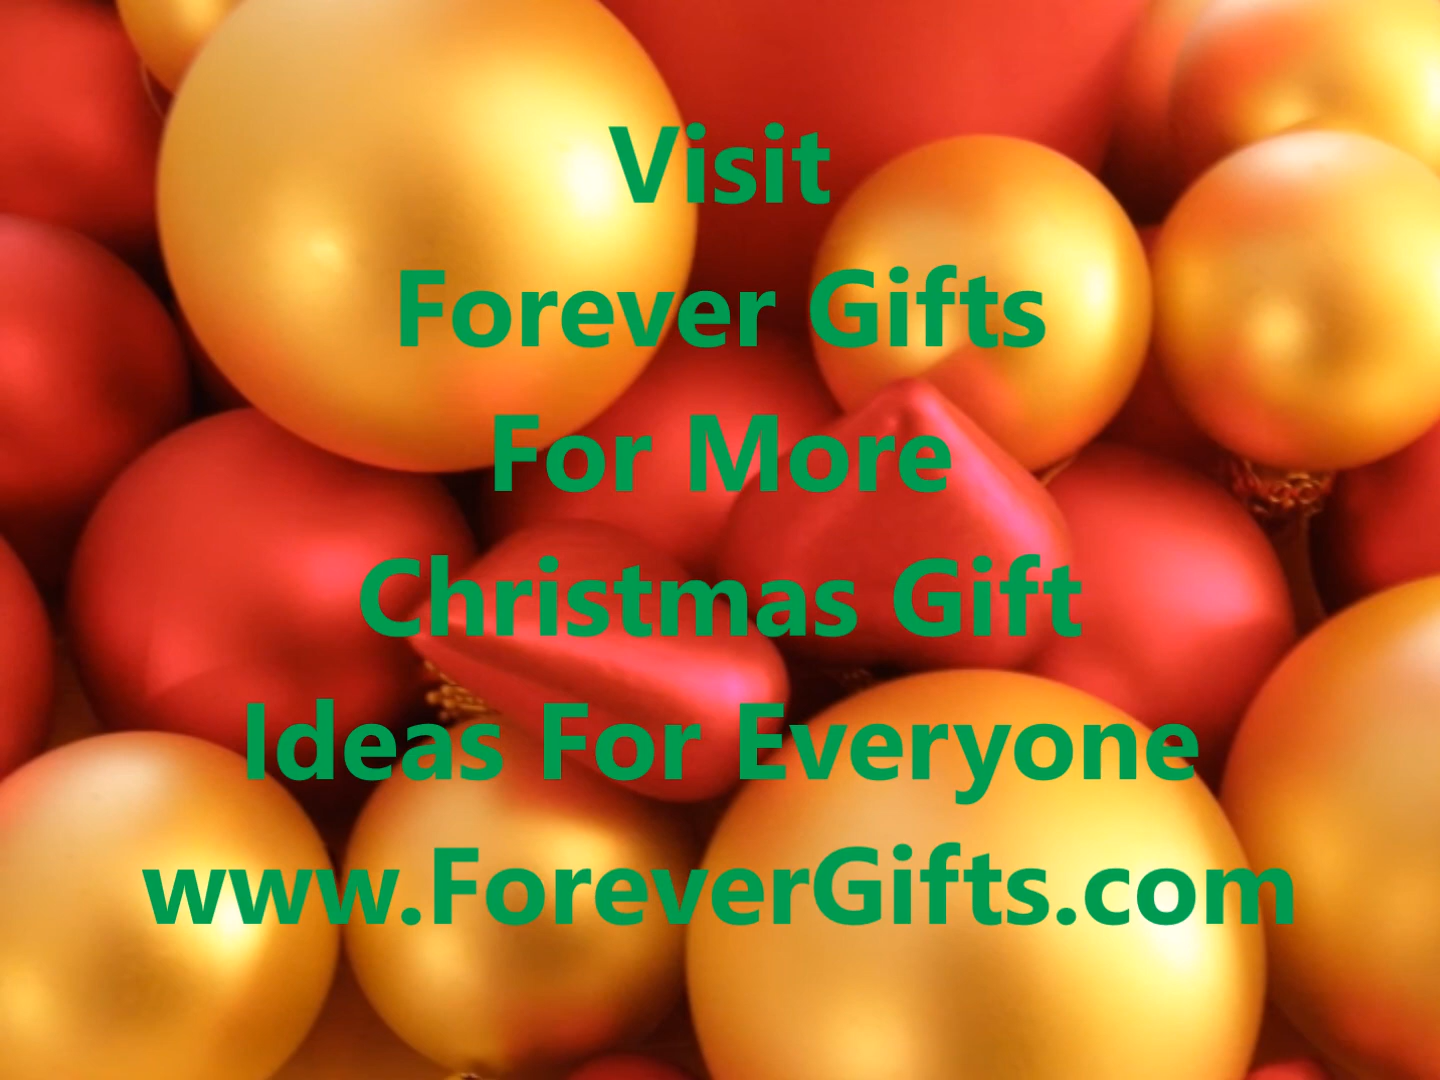 Visit
Forever Gifts
For More
Christmas Gift
Ideas For Everyone
www.ForeverGifts.com